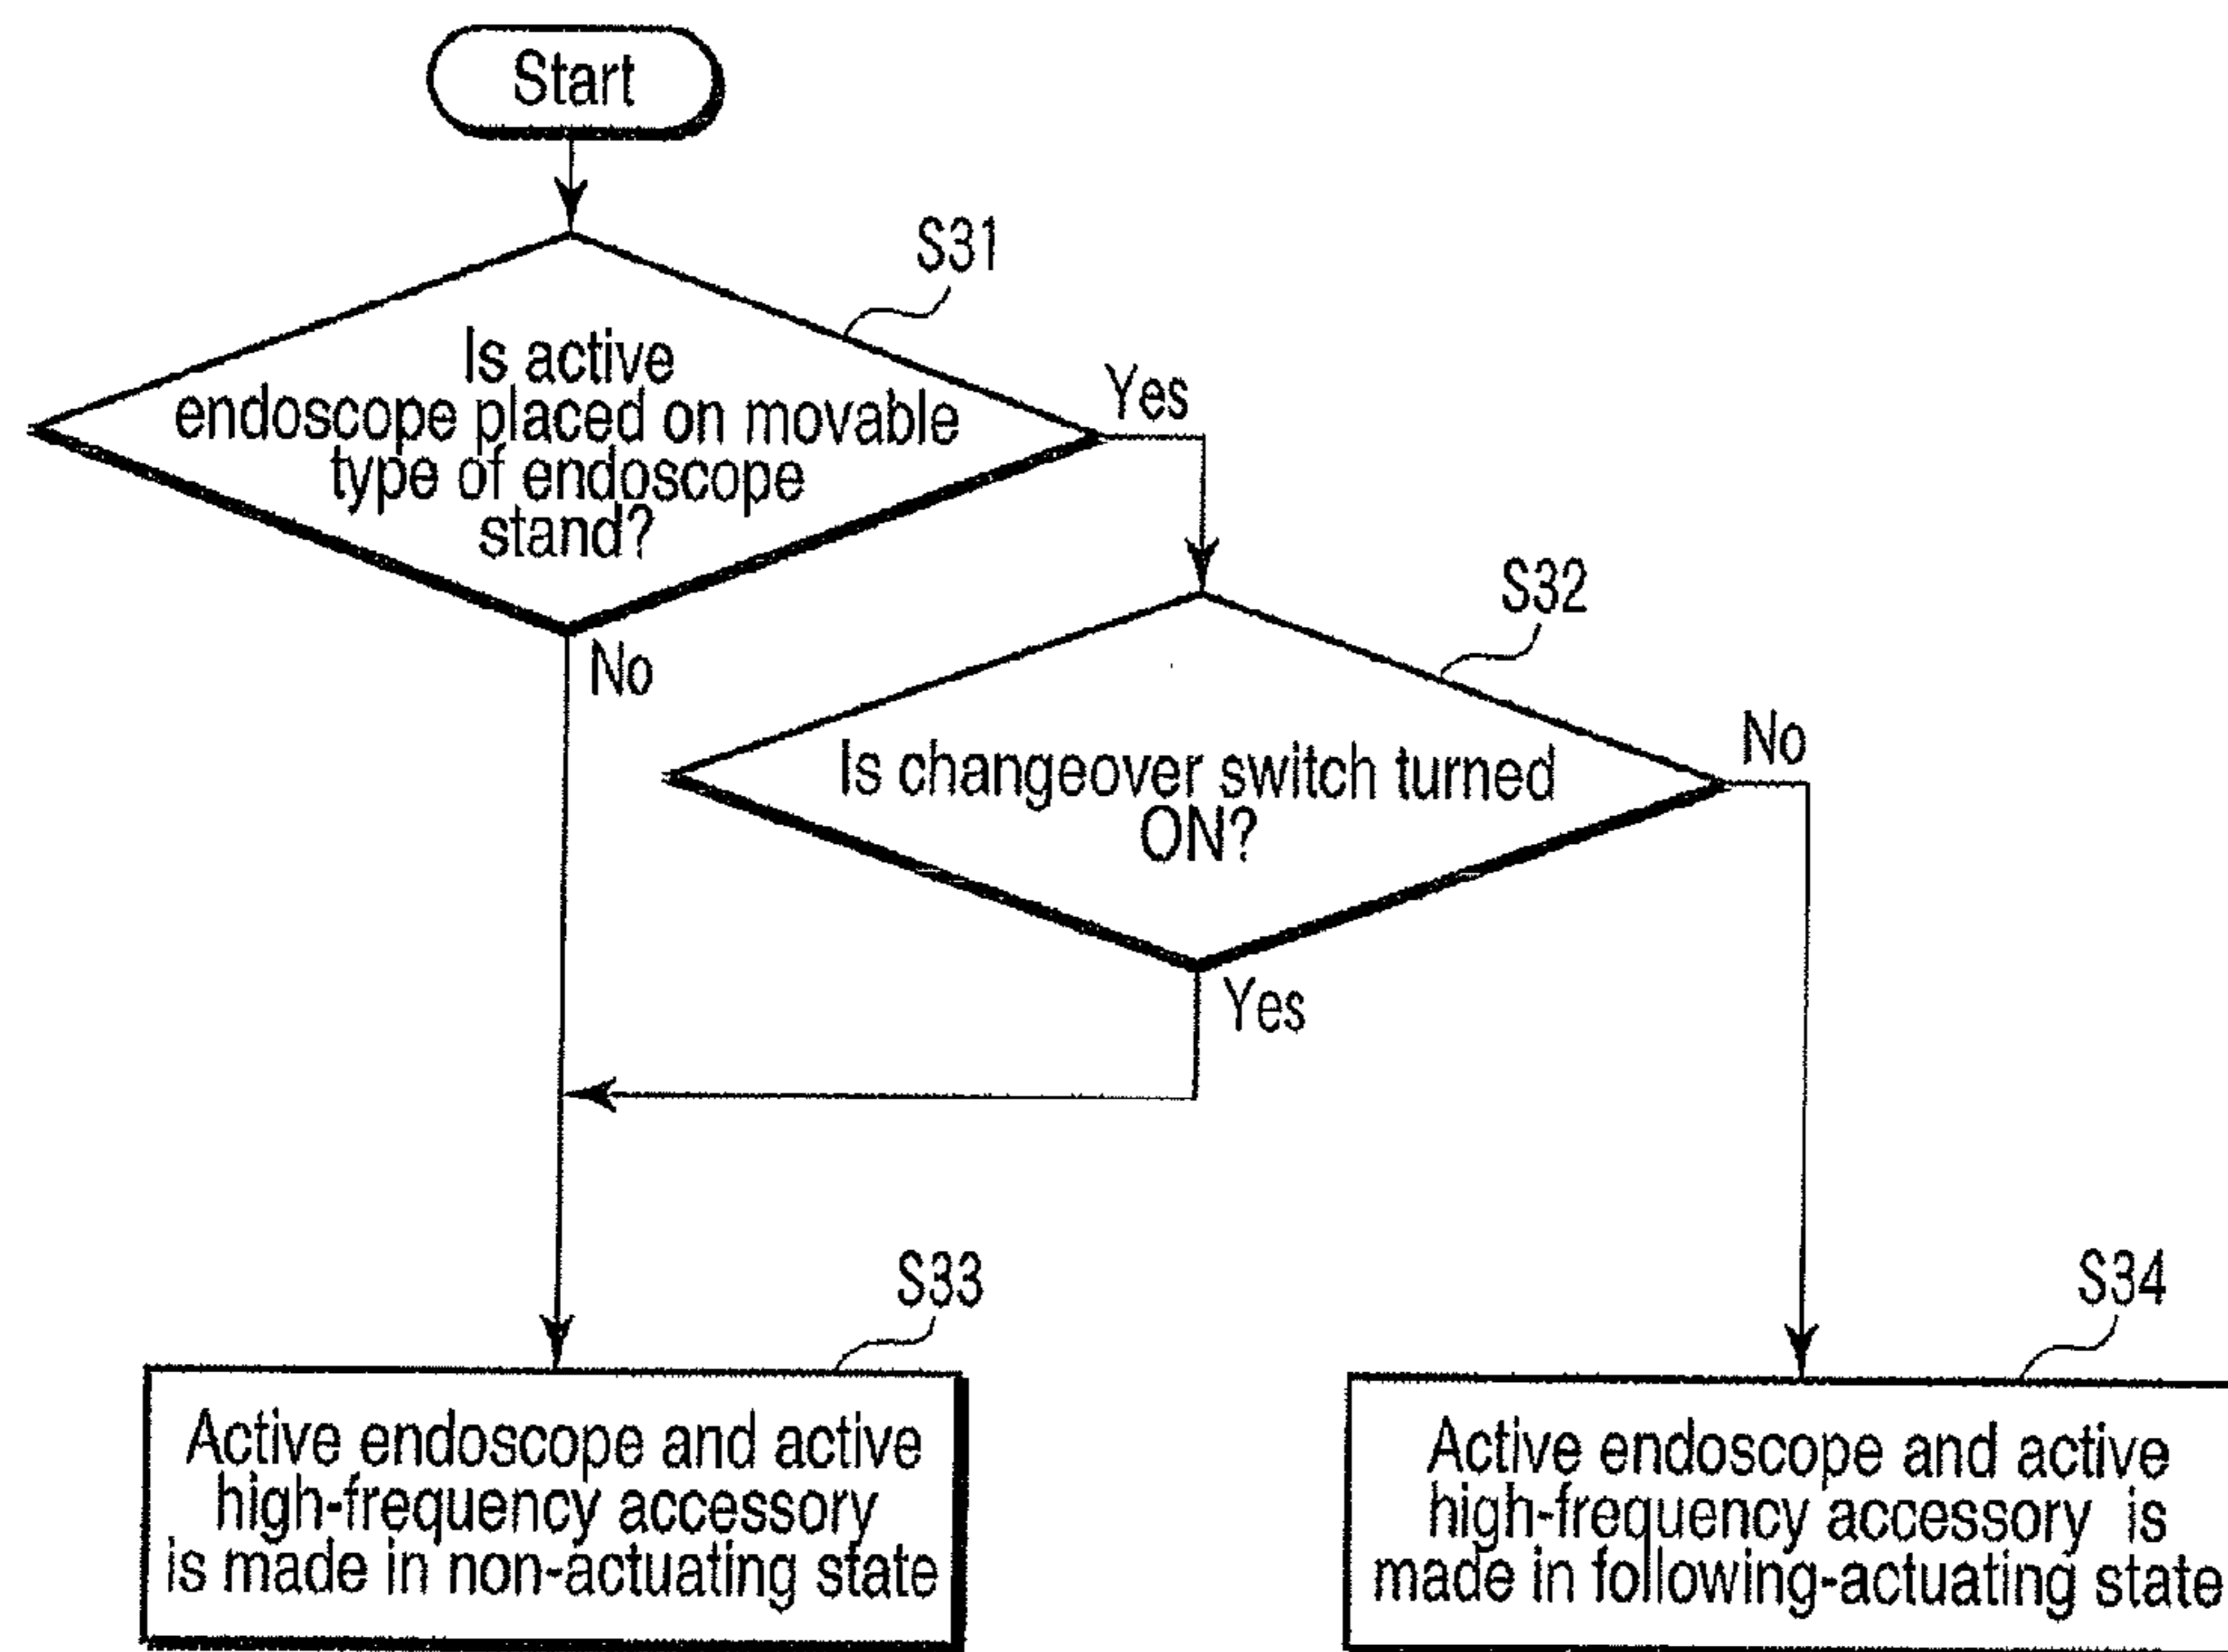 Start
S31
Is active
endoscope placed on movable
type of endoscope
stand?
Yes
No
S32
Is changeover switch turned
ON?
No
Yes
S33
Active endoscope and active
high-frequency accessory
is made in non-actuating state
S34
Active endoscope and active
high-frequency accessory is
made in following-actuating state